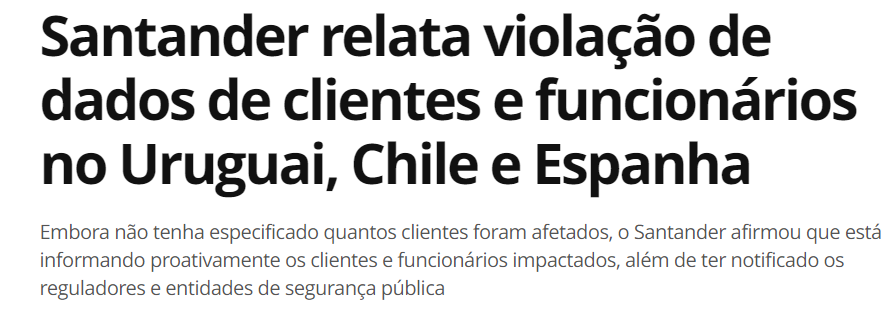 Santander relata violação de
dados de clientes e funcionários
no Uruguai, Chile e Espanha
Embora não tenha especificado quantos clientes foram afetados, o Santander afirmou que está
informando proativamente os clientes e funcionários impactados, além de ter notificado os
reguladores e entidades de segurança pública